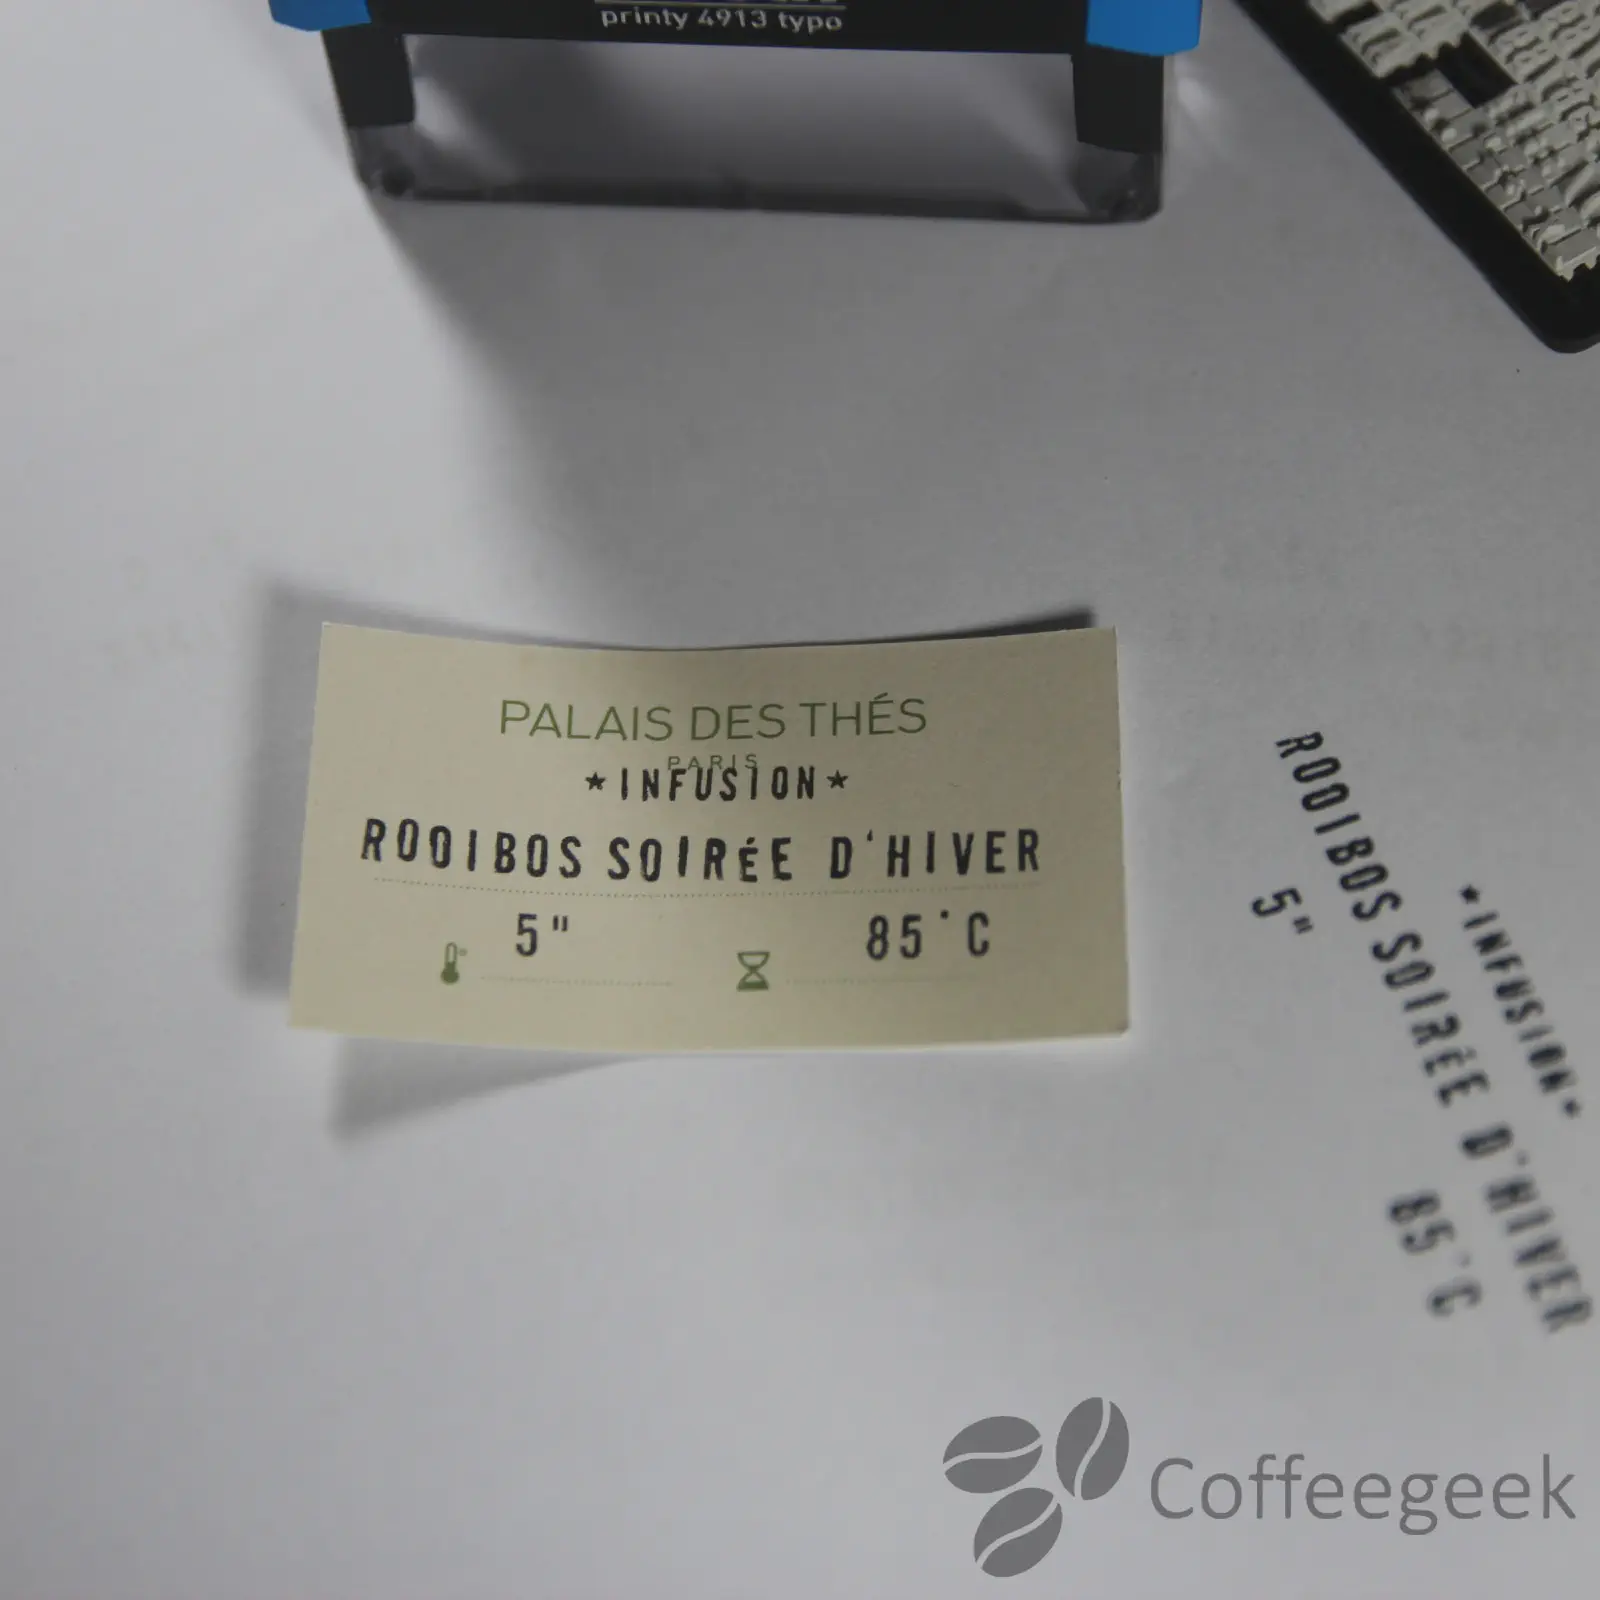 printy 4913 typo
PALAIS DES THÉS
PARIS
★INFUSION★
ROOIBOS SOIRÉE D'HIVER
5" 85°C
★INFUSION★
ROOIBOS SOIRÉE D'HIVER
5" 85°C
Coffeegeek